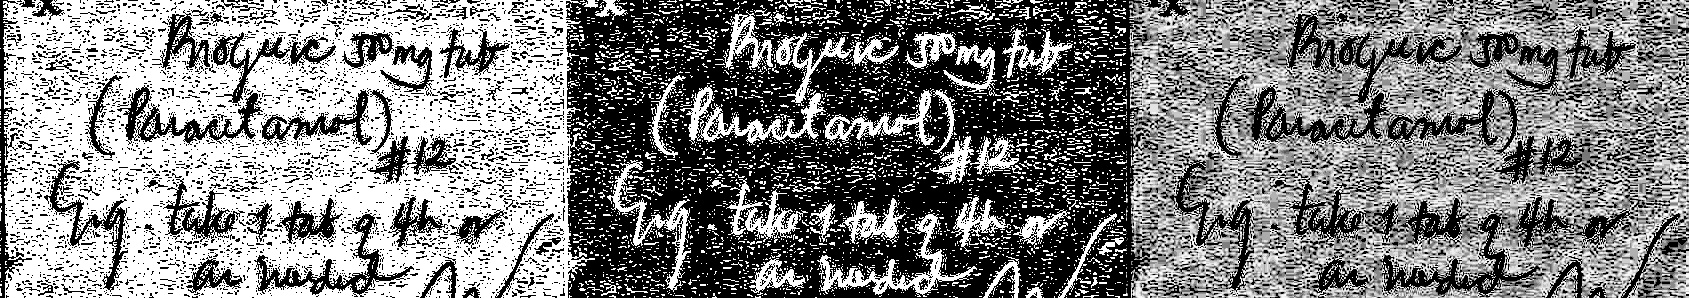 Biogesic 500mg tab
(Paracetamol)
#12
Sig: take 1 tab q 4h or
as needed
Biogesic 500mg tab
(Paracetamol)
#12
Sig: take 1 tab q 4h or
as needed
Biogesic 500mg tab
(Paracetamol)
#12
Sig: take 1 tab q 4h or
as needed